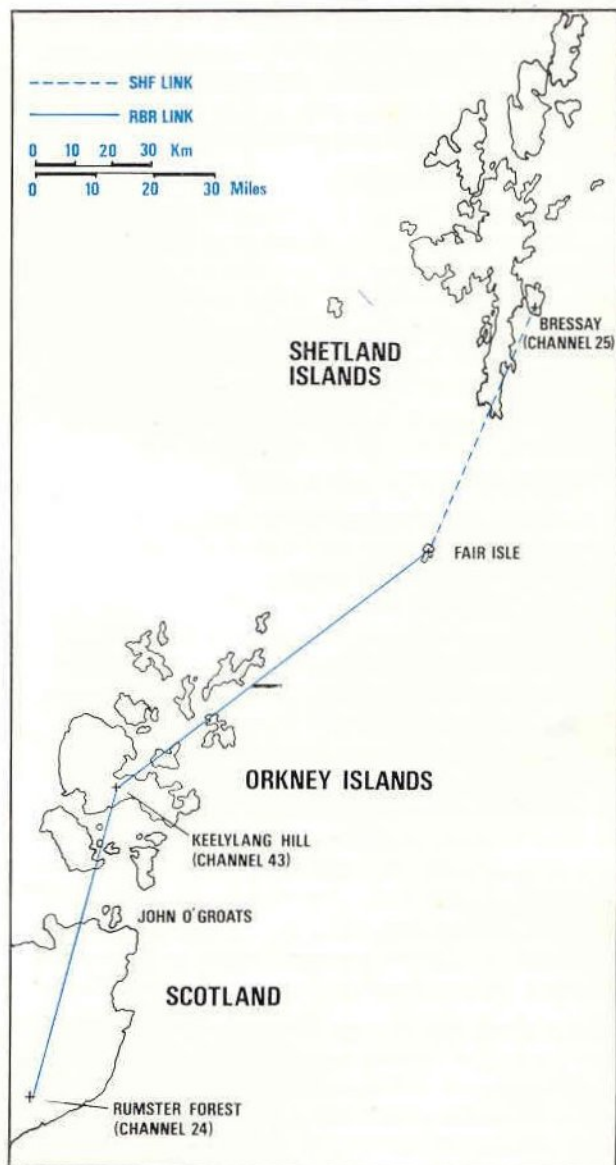 SHF LINK
RBR LINK
0 10 20 30 Km
0 10 20 30 Miles
BRESSAY
(CHANNEL 25)
SHETLAND
ISLANDS
FAIR ISLE
ORKNEY ISLANDS
KEELYLANG HILL
(CHANNEL 43)
JOHN O'GROATS
SCOTLAND
RUMSTER FOREST
(CHANNEL 24)